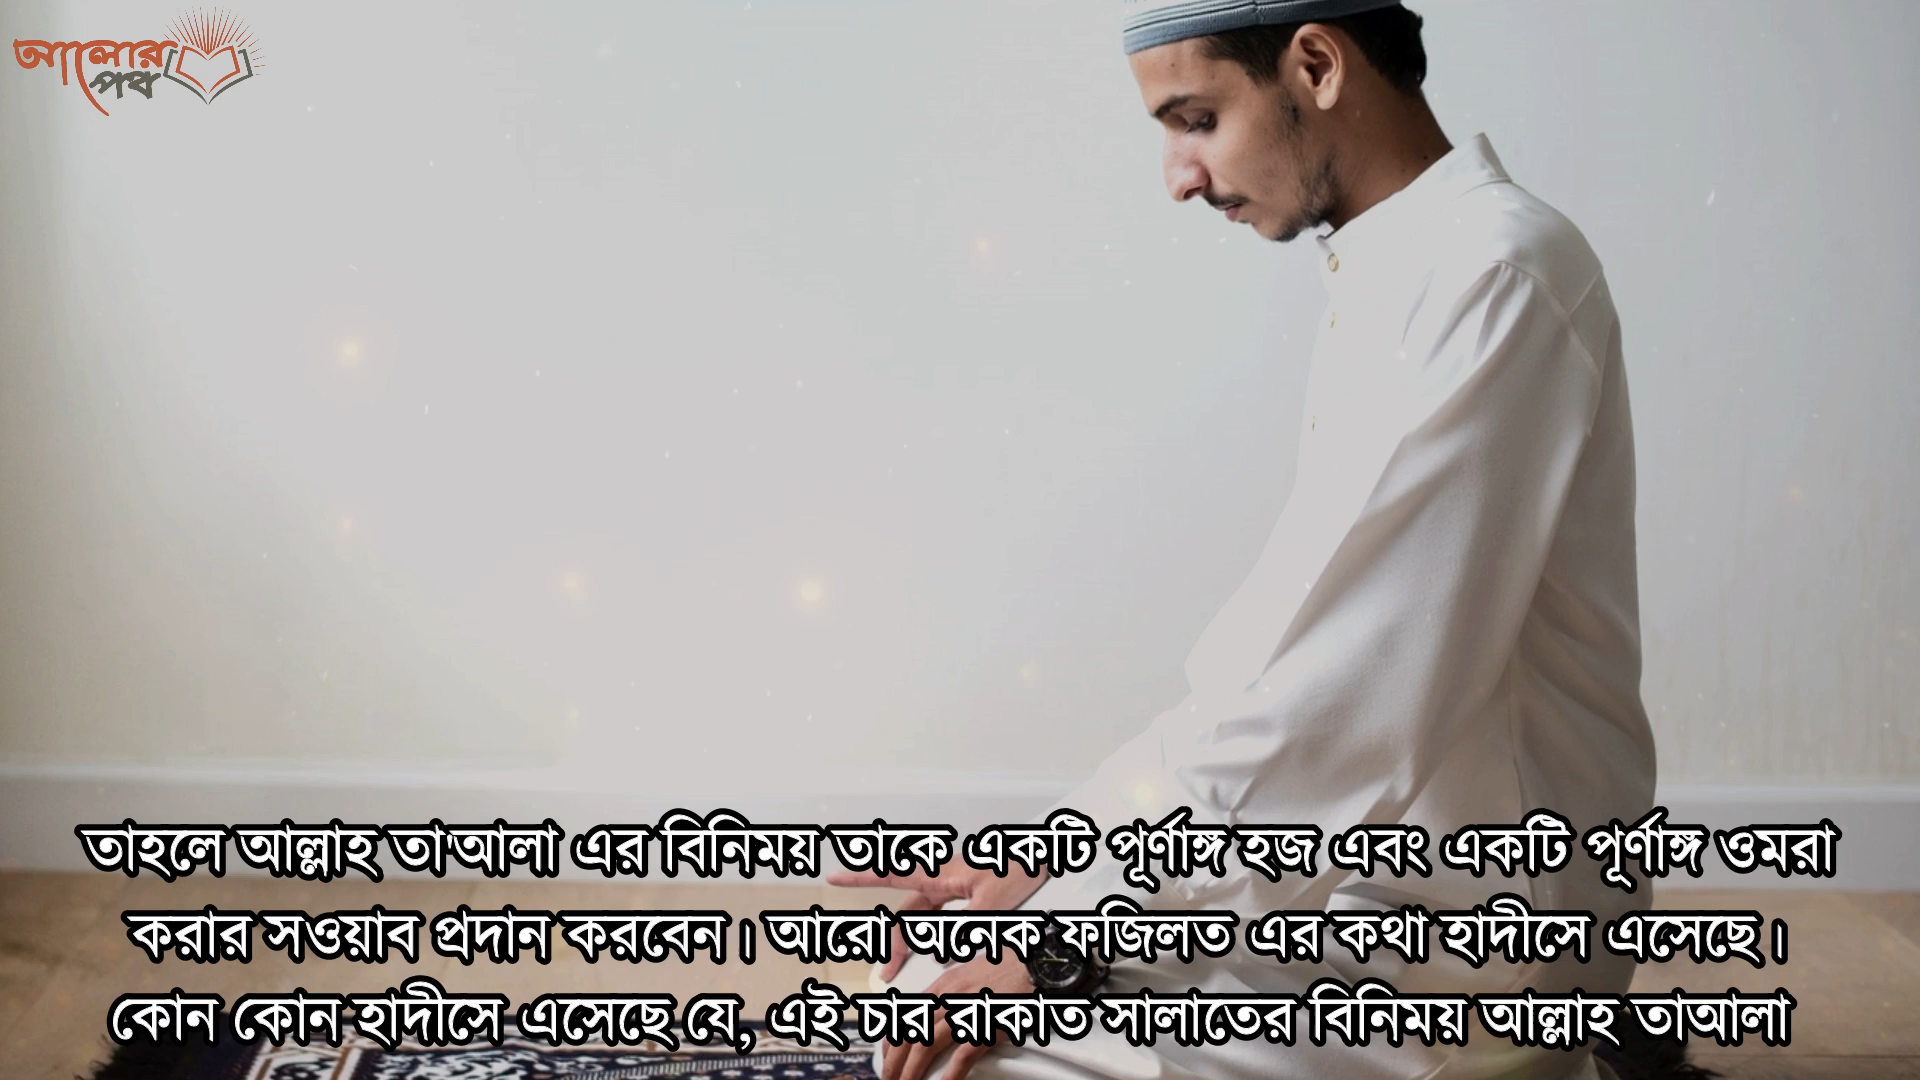 আলোর
পথ
তাহলে আল্লাহ তা'আলা এর বিনিময় তাকে একটি পূর্ণাঙ্গ হজ এবং একটি পূর্ণাঙ্গ ওমরা
করার সওয়াব প্রদান করবেন। আরো অনেক ফজিলত এর কথা হাদীসে এসেছে।
কোন কোন হাদীসে এসেছে যে, এই চার রাকাত সালাতের বিনিময় আল্লাহ তাআলা